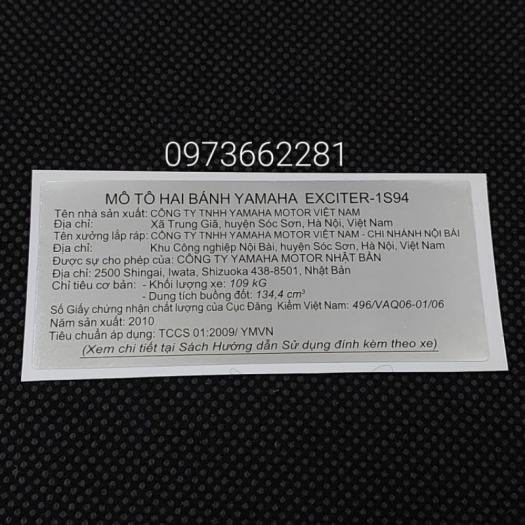 0973662281
MÔ TÔ HAI BÁNH YAMAHA EXCITER-1S94
Tên nhà sản xuất: CÔNG TY TNHH YAMAHA MOTOR VIỆT NAM
Địa chỉ: Xã Trung Giã, huyện Sóc Sơn, Hà Nội, Việt Nam
Tên xưởng lắp ráp: CÔNG TY TNHH YAMAHA MOTOR VIỆT NAM - CHI NHÁNH NỘI BÀI
Địa chỉ: Khu Công nghiệp Nội Bài, huyện Sóc Sơn, Hà Nội, Việt Nam
Được sự cho phép của: CÔNG TY YAMAHA MOTOR NHẬT BẢN
Địa chỉ: 2500 Shingai, Iwata, Shizuoka 438-8501, Nhật Bản
Chỉ tiêu cơ bản: - Khối lượng xe: 109 kG
- Dung tích buồng đốt: 134,4 cm³
Số Giấy chứng nhận chất lượng của Cục Đăng Kiểm Việt Nam: 496/VAQ06-01/06
Năm sản xuất: 2010
Tiêu chuẩn áp dụng: TCCS 01:2009/ YMVN
(Xem chi tiết tại Sách Hướng dẫn Sử dụng đính kèm theo xe)